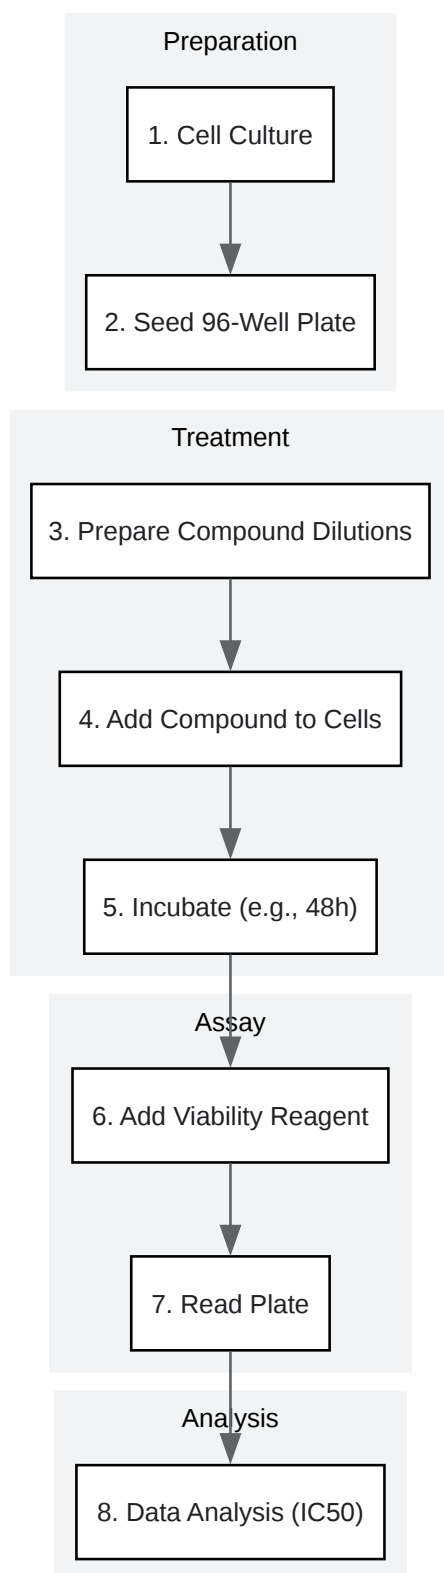 Preparation
1. Cell Culture
2. Seed 96-Well Plate
Treatment
3. Prepare Compound Dilutions
4. Add Compound to Cells
5. Incubate (e.g., 48h)
Assay
6. Add Viability Reagent
7. Read Plate
Analysis
8. Data Analysis (IC50)